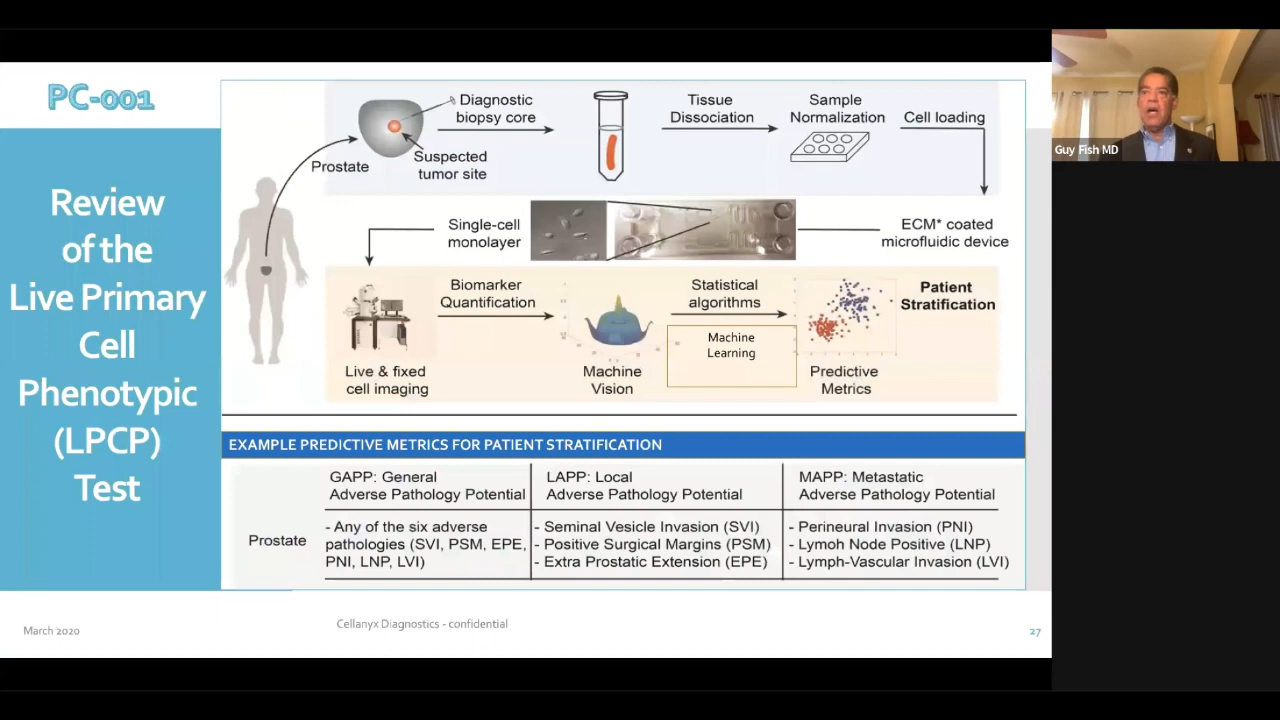 PC-001
Review
of the
Live Primary
Cell
Phenotypic
(LPCP)
Test
Diagnostic
biopsy core
Tissue
Dissociation
Sample
Normalization
Cell loading
Prostate
Suspected
tumor site
Single-cell
monolayer
ECM* coated
microfluidic device
Biomarker
Quantification
Statistical
algorithms
Patient
Stratification
Machine
Learning
Live & fixed
cell imaging
Machine
Vision
Predictive
Metrics
EXAMPLE PREDICTIVE METRICS FOR PATIENT STRATIFICATION
GAPP: General
Adverse Pathology Potential
LAPP: Local
Adverse Pathology Potential
MAPP: Metastatic
Adverse Pathology Potential
Prostate
- Any of the six adverse
pathologies (SVI, PSM, EPE,
PNI, LNP, LVI)
- Seminal Vesicle Invasion (SVI)
- Positive Surgical Margins (PSM)
- Extra Prostatic Extension (EPE)
- Perineural Invasion (PNI)
- Lymoh Node Positive (LNP)
- Lymph-Vascular Invasion (LVI)
March 2020
Cellanyx Diagnostics - confidential
27
Guy Fish MD